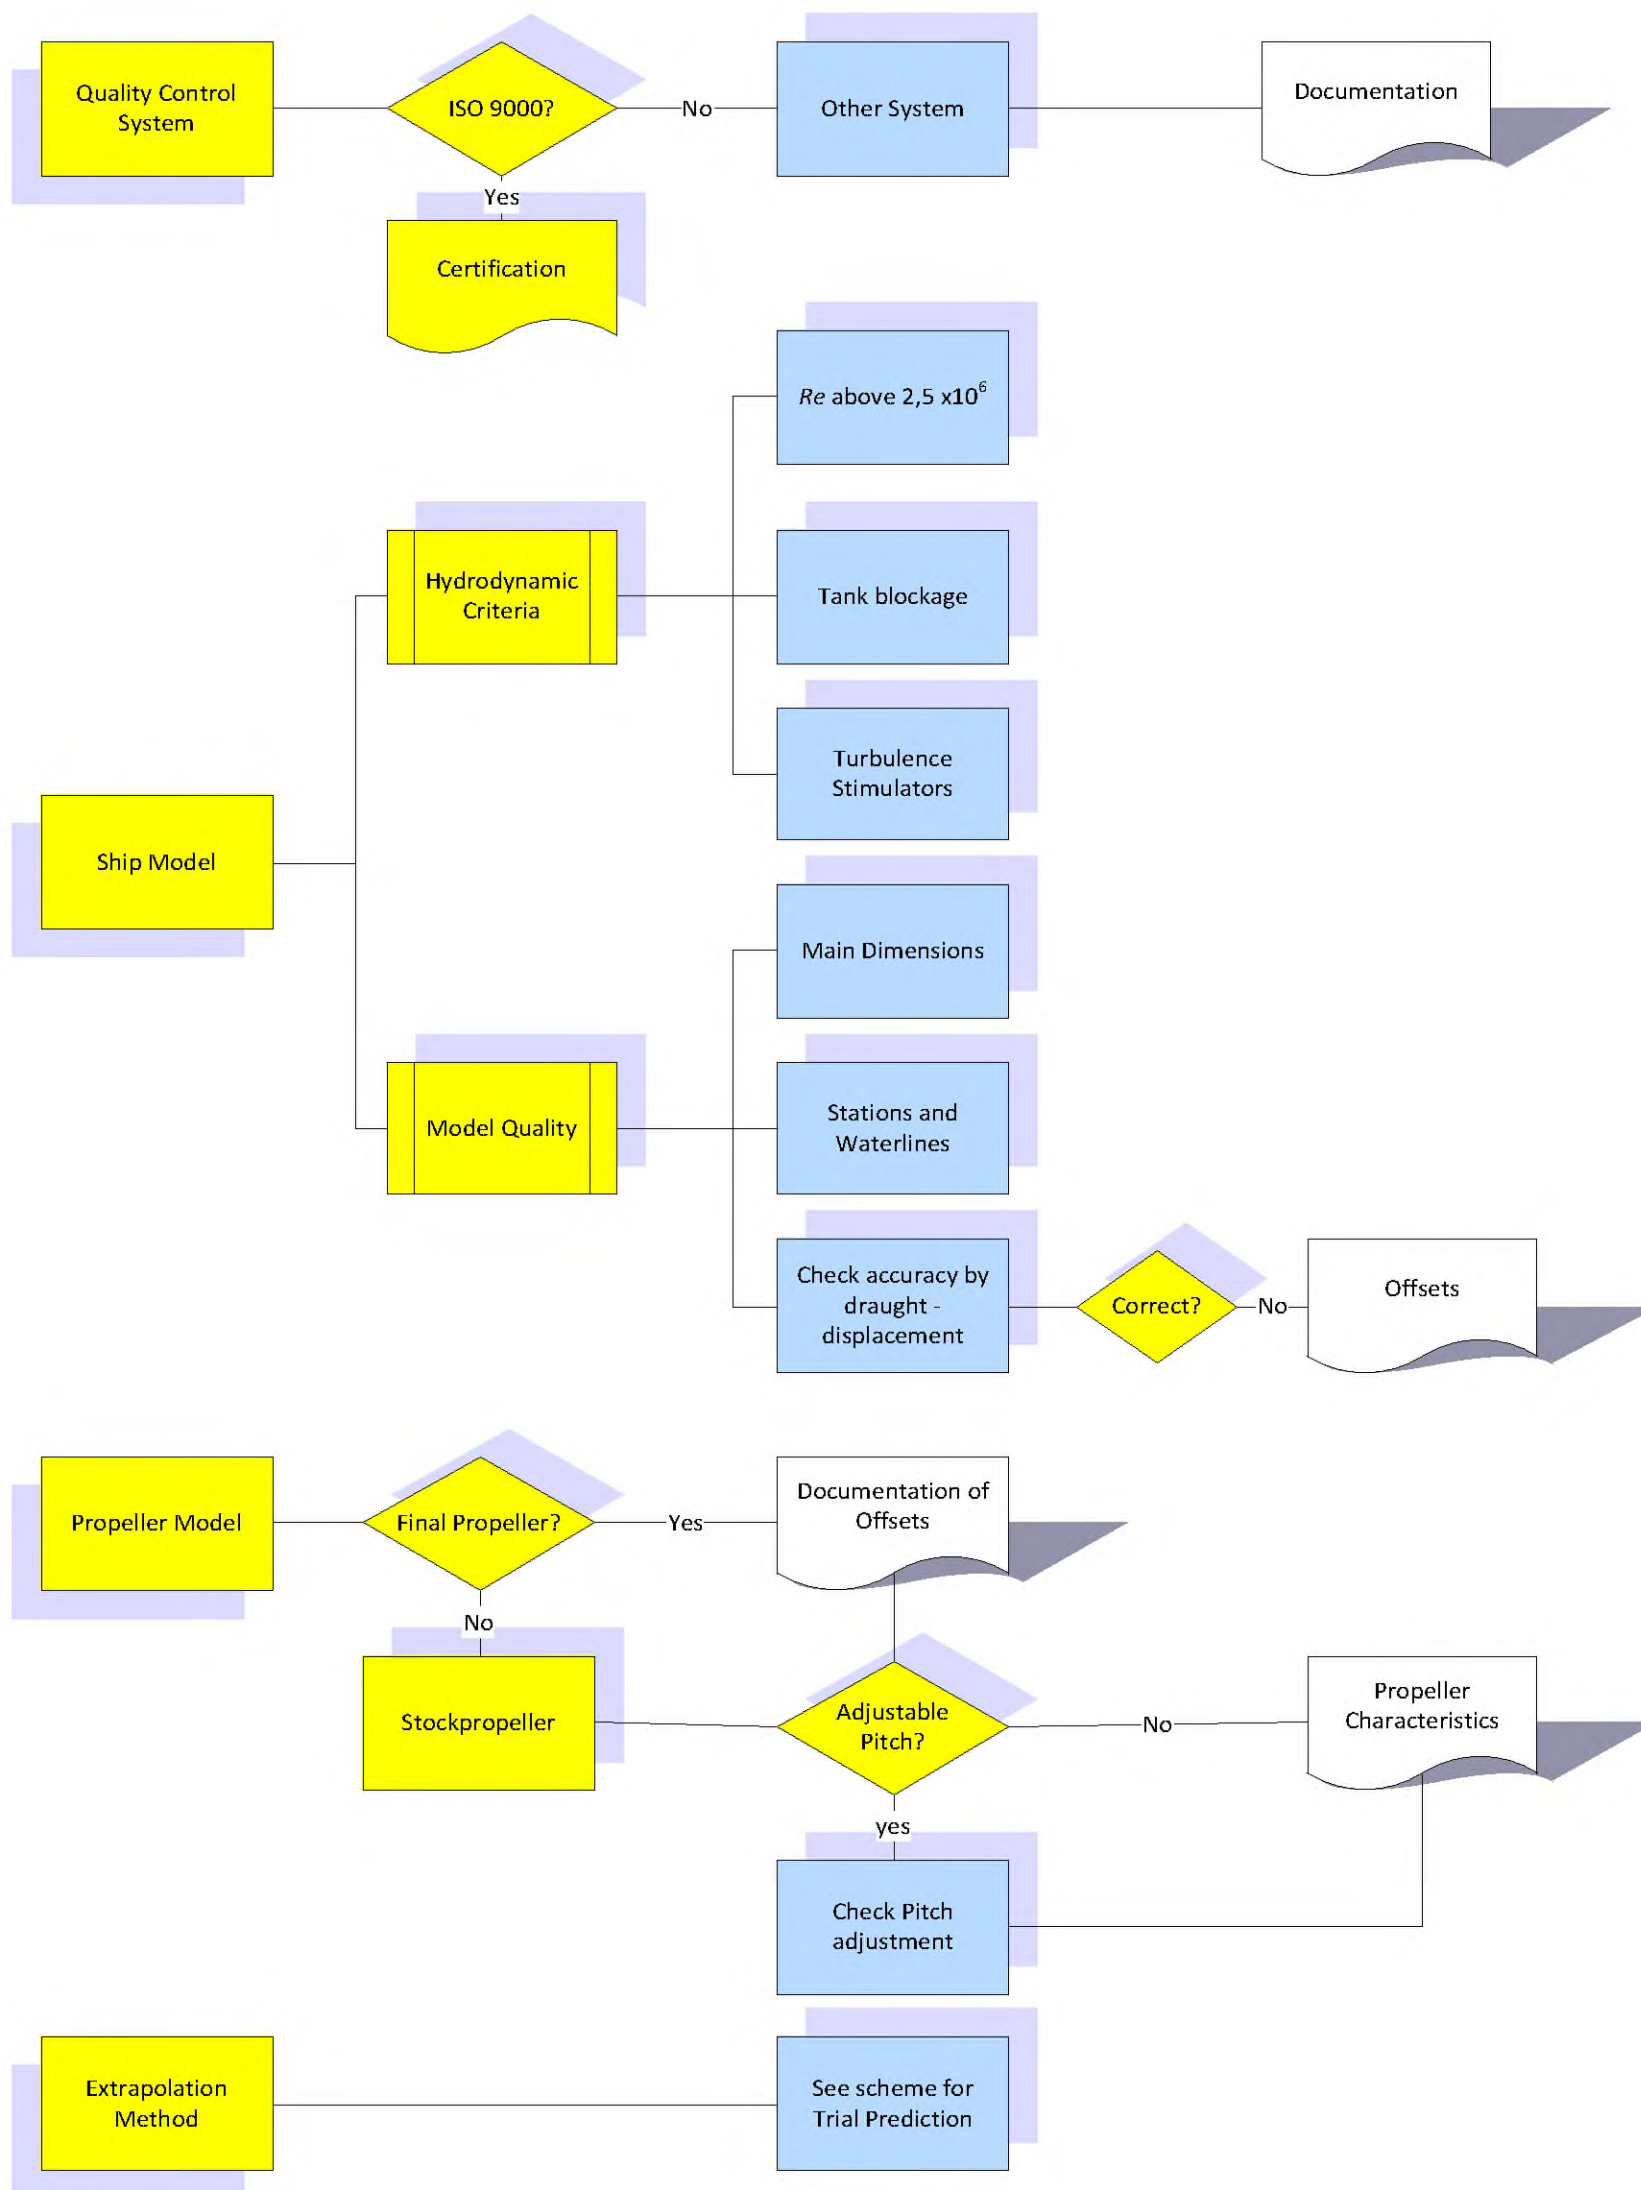 Quality Control
System
ISO 9000?
No
Other System
Documentation
Yes
Certification
Re above 2,5 x10⁶
Hydrodynamic
Criteria
Tank blockage
Turbulence
Stimulators
Ship Model
Main Dimensions
Model Quality
Stations and
Waterlines
Check accuracy by
draught -
displacement
Correct?
No
Offsets
Propeller Model
Final Propeller?
Yes
Documentation of
Offsets
No
Stockpropeller
Adjustable
Pitch?
No
Propeller
Characteristics
yes
Check Pitch
adjustment
Extrapolation
Method
See scheme for
Trial Prediction